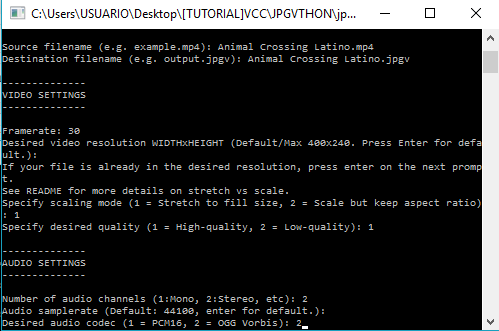 C:\Users\USUARIO\Desktop\[TUTORIAL]VCC\JPGVTHON\jp...
Source filename (e.g. example.mp4): Animal Crossing Latino.mp4
Destination filename (e.g. output.jpgv): Animal Crossing Latino.jpgv
--------------
VIDEO SETTINGS
--------------
Framerate: 30
Desired video resolution WIDTHxHEIGHT (Default/Max 400x240. Press Enter for defa
ult.):
If your file is already in the desired resolution, press enter on the next promp
t.
See README for more details on stretch vs scale.
Specify scaling mode (1 = Stretch to fill size, 2 = Scale but keep aspect ratio)
: 1
Specify desired quality (1 = High-quality, 2 = Low-quality): 1
--------------
AUDIO SETTINGS
--------------
Number of audio channels (1:Mono, 2:Stereo, etc): 2
Audio samplerate (Default: 44100, enter for default.):
Desired audio codec (1 = PCM16, 2 = OGG Vorbis): 2